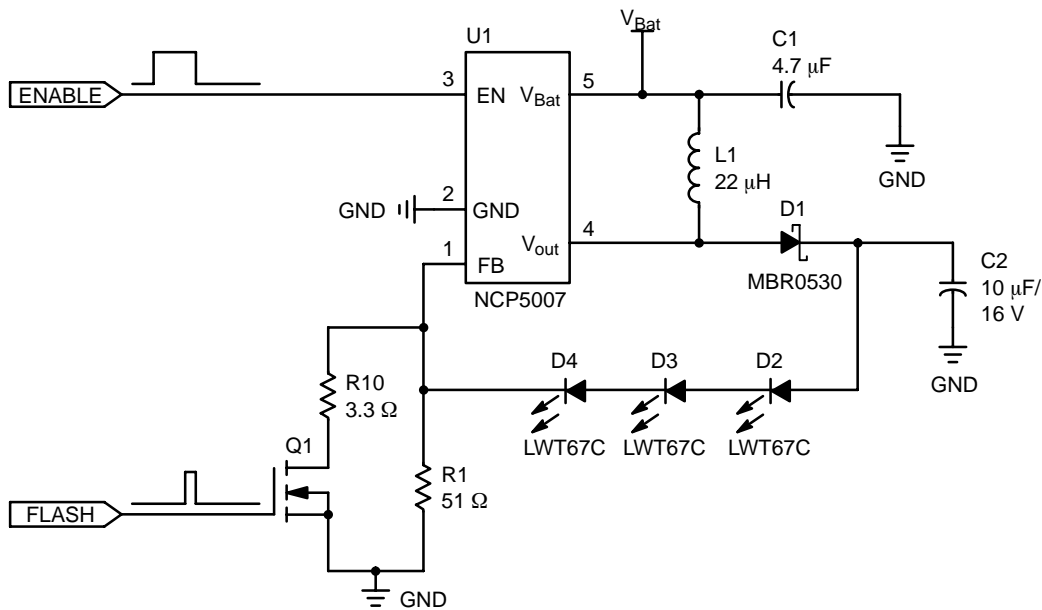 V_Bat
U1
C1
4.7 μF
ENABLE
3
EN
V_Bat
5
L1
22 μH
GND
GND
2
GND
D1
1
V_out
4
FB
MBR0530
C2
10 μF/
16 V
NCP5007
GND
D4
D3
D2
R10
3.3 Ω
LWT67C
LWT67C
LWT67C
Q1
R1
51 Ω
FLASH
GND